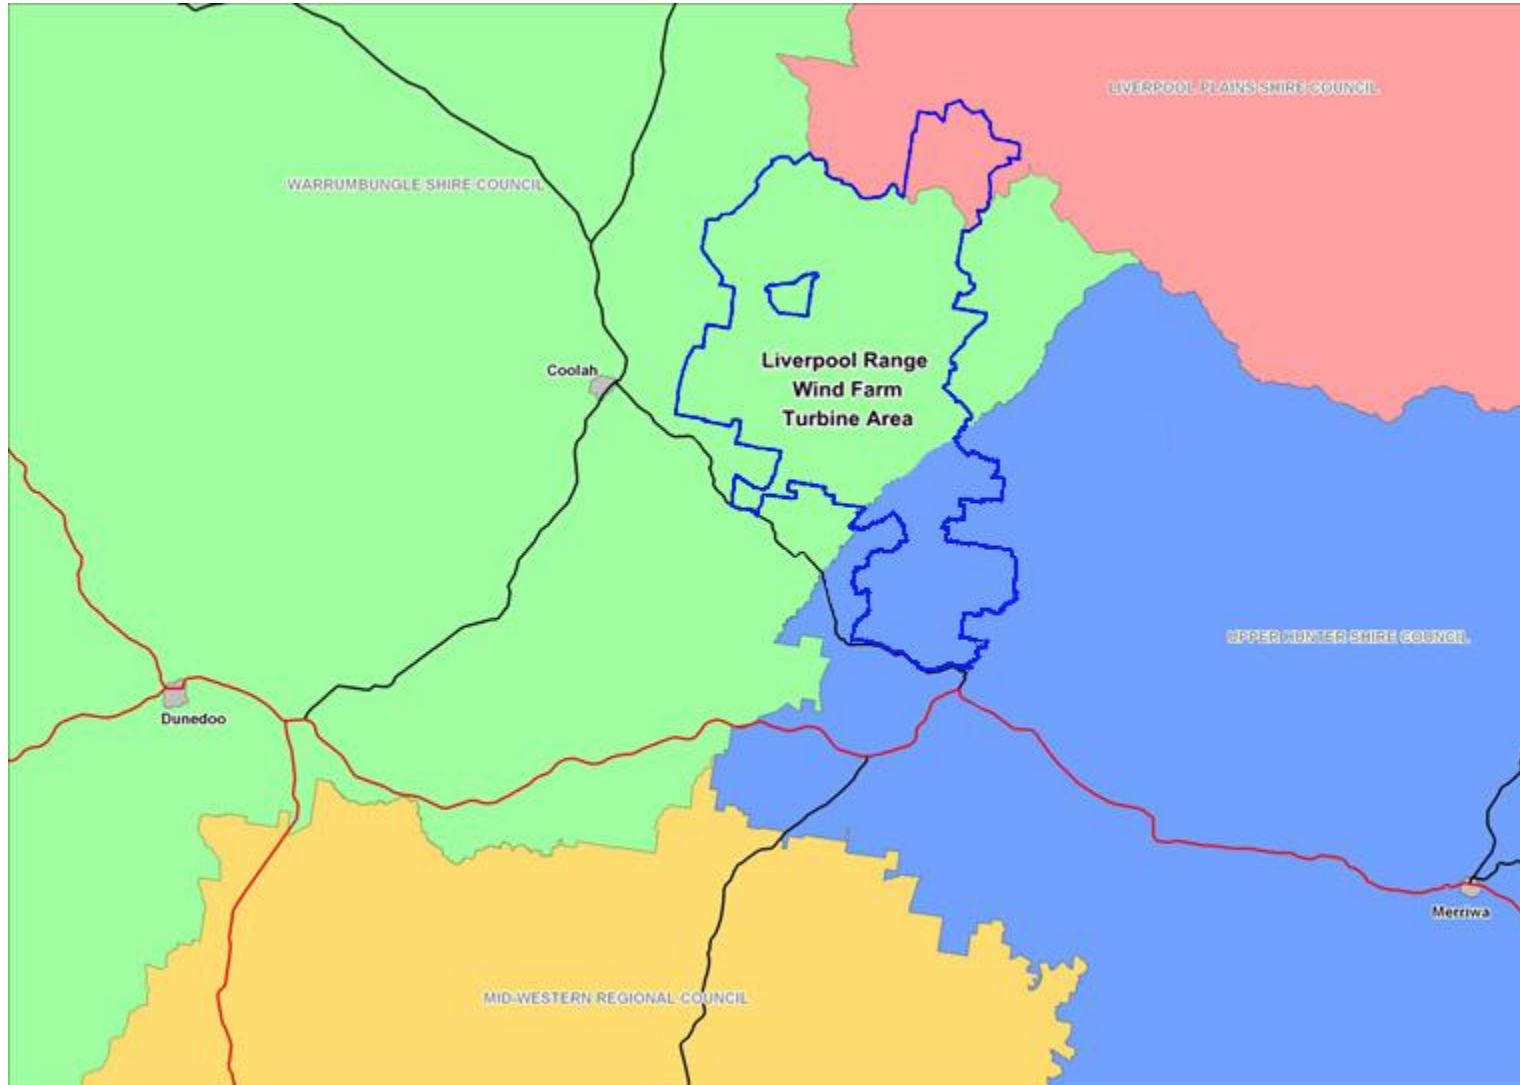 LIVERPOOL PLAINS SHIRE COUNCIL
WARRUMBUNGLE SHIRE COUNCIL
Coolah
Liverpool Range
Wind Farm
Turbine Area
UPPER HUNTER SHIRE COUNCIL
Dunedoo
Merriwa
MID-WESTERN REGIONAL COUNCIL